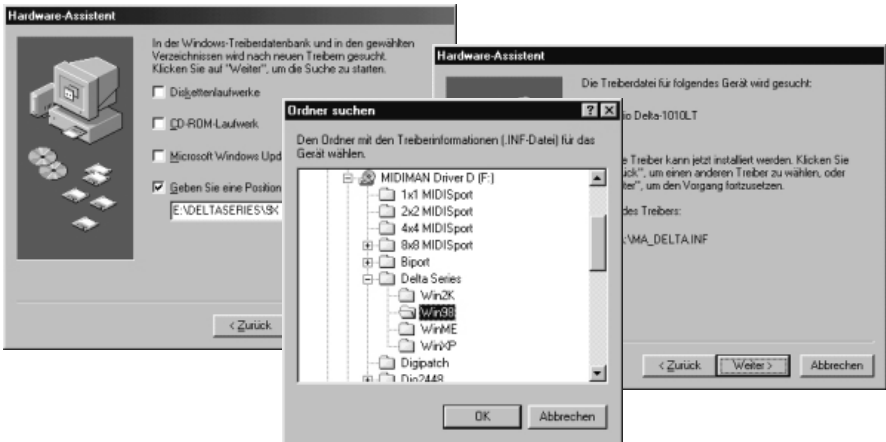 Hardware-Assistent
In der Windows-Treiberdatenbank und in den gewählten
Verzeichnissen wird nach neuen Treibern gesucht.
Klicken Sie auf "Weiter", um die Suche zu starten.
Diskettenlaufwerke
CD-ROM-Laufwerk
Microsoft Windows Upd
Geben Sie eine Position
E:\DELTASERIES\9X
< Zurück
Ordner suchen
Den Ordner mit den Treiberinformationen (.INF-Datei) für das
Gerät wählen.
MIDIMAN Driver D (F:)
1x1 MIDISport
2x2 MIDISport
4x4 MIDISport
8x8 MIDISport
Biport
Delta Series
Win2K
Win98
WinME
WinXP
Digipatch
Dio2448
OK
Abbrechen
Hardware-Assistent
Die Treiberdatei für folgendes Gerät wird gesucht:
io Delta-1010LT
e Treiber kann jetzt installiert werden. Klicken Sie
ück", um einen anderen Treiber zu wählen, oder
ter", um den Vorgang fortzusetzen.
des Treibers:
:\MA_DELTA.INF
< Zurück
Weiter >
Abbrechen